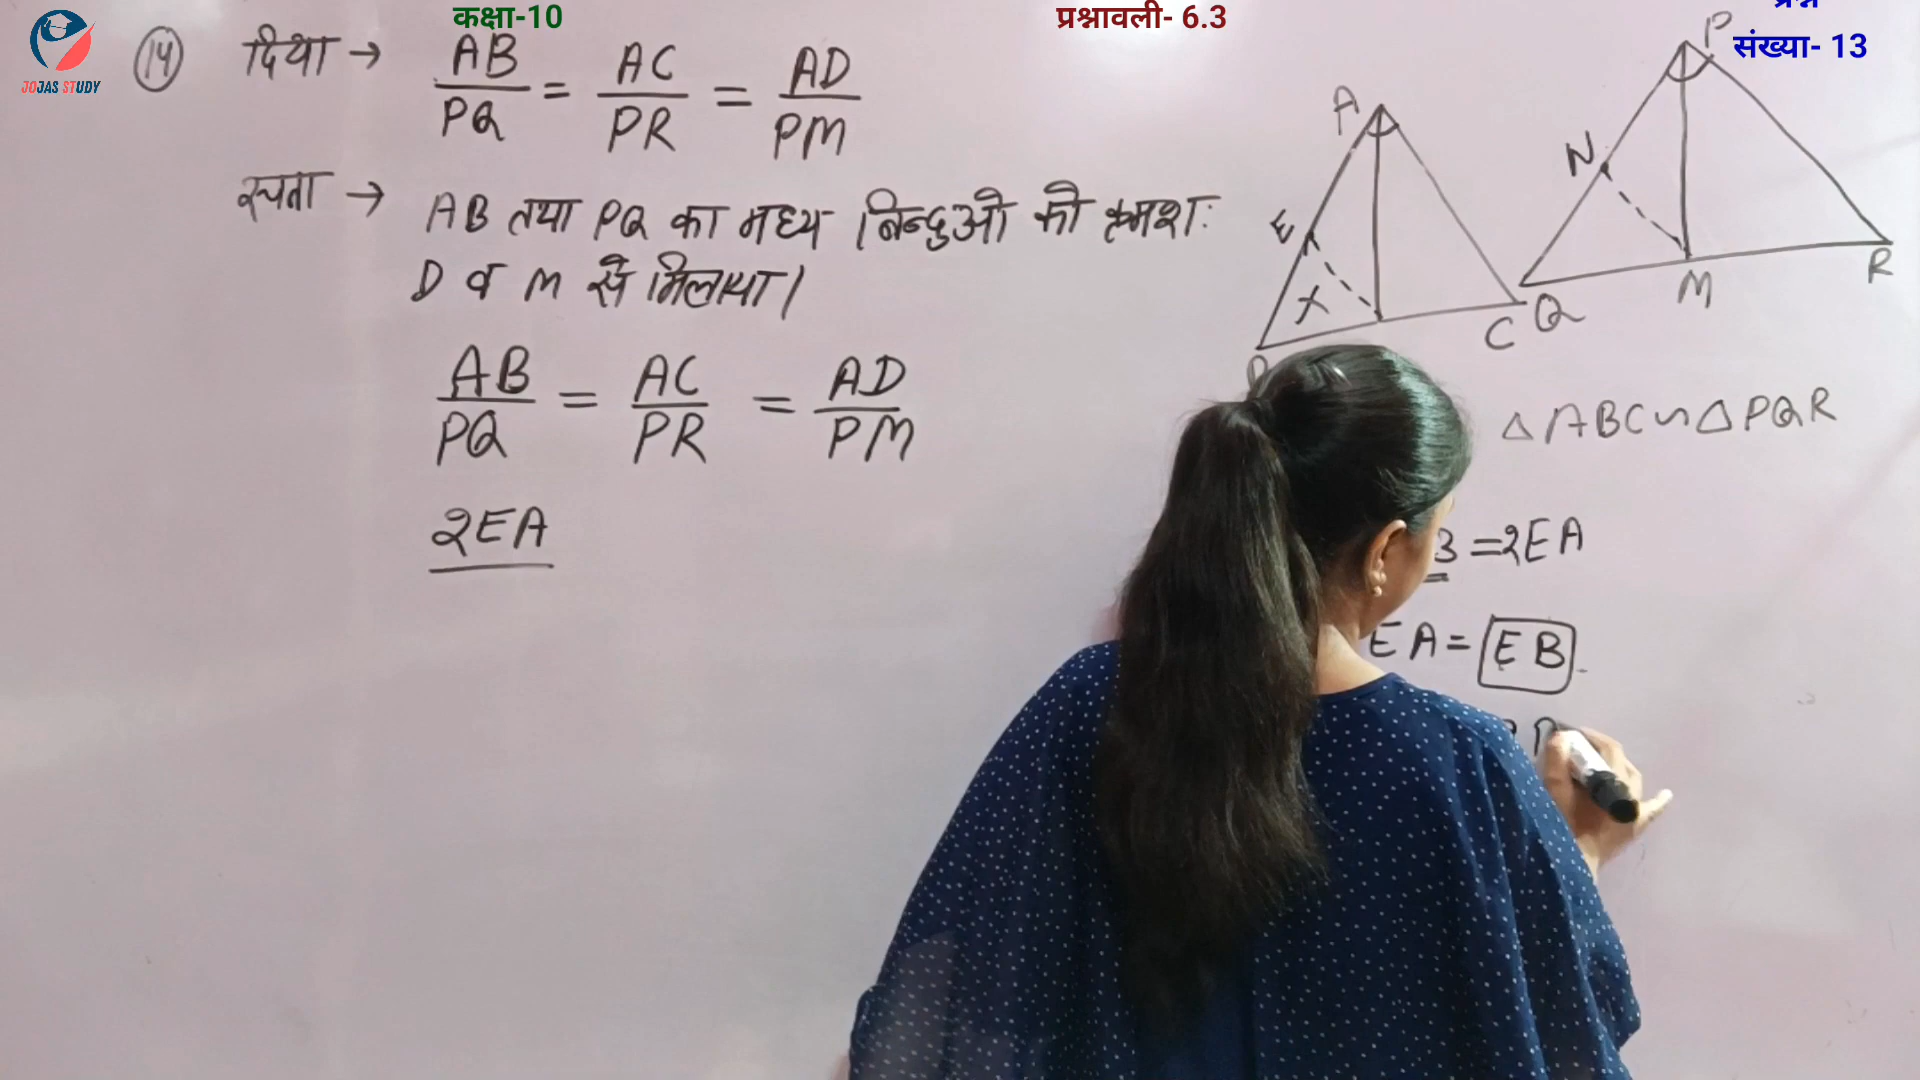 JOJAS STUDY
कक्षा-10
प्रश्नावली- 6.3
प्रश्न
संख्या- 13
14 दिया → AB/PQ = AC/PR = AD/PM
रचना → AB तथा PQ का मध्य बिन्दुओ को क्रमश:
D व M से मिलाया।
AB/PQ = AC/PR = AD/PM
2EA
A
E
X
C
P
N
Q
M
R
△ABC ~ △PQR
=2EA
EA = EB